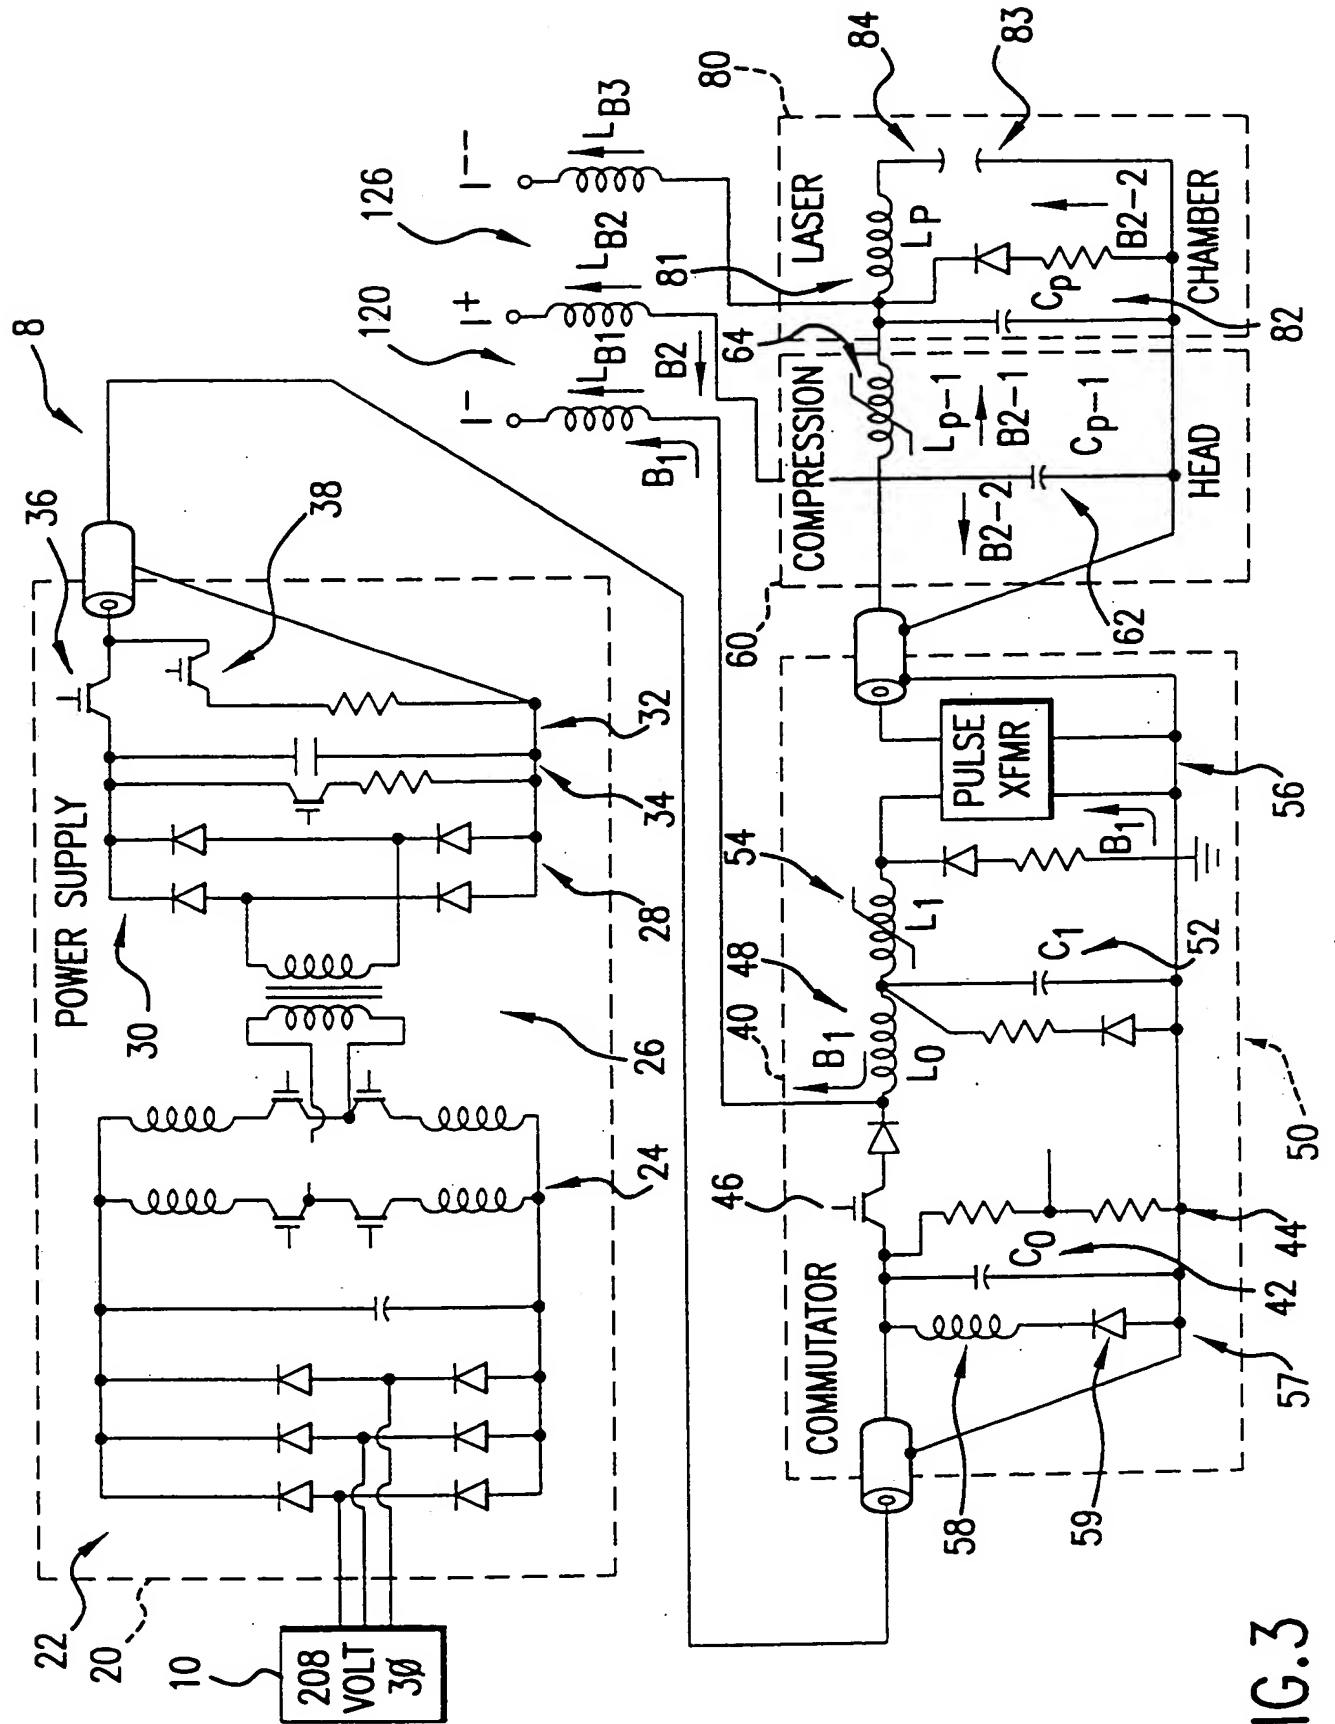 8
POWER SUPPLY
36
38
30
26
28
34
32
24
22
20
10
208
VOLT
3Ø
126
120
I-
I+
I--
LB1
LB2
LB3
B1
B2
COMMUTATOR
46
40
48
54
B1
L0
L1
C0
C1
42
44
52
50
56
57
58
59
PULSE
XFMR
B1
COMPRESSION
HEAD
60
62
64
Lp-1
B2-1
B2-2
Cp-1
LASER
CHAMBER
80
81
82
83
84
LP
Cp
B2-2
IG.3